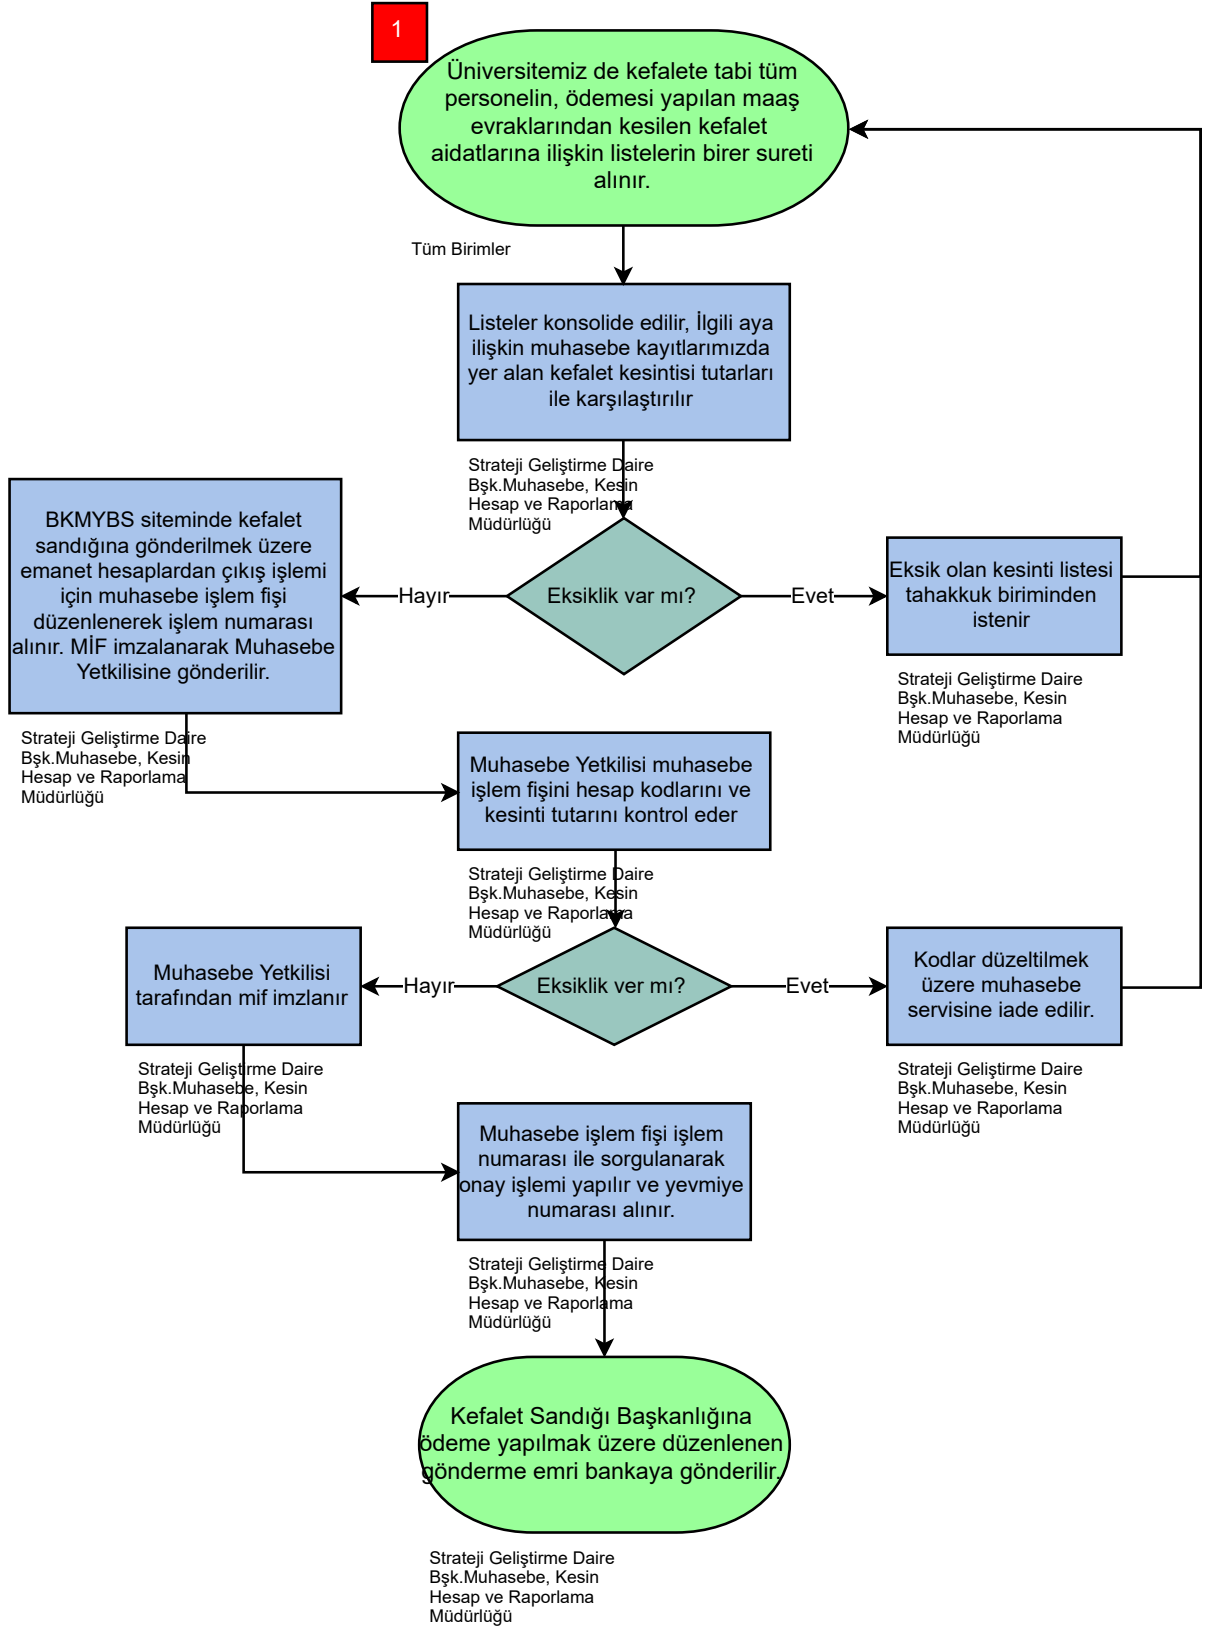 1
Üniversitemiz de kefalete tabi tüm
personelin, ödemesi yapılan maaş
evraklarından kesilen kefalet
aidatlarına ilişkin listelerin birer sureti
alınır.
Tüm Birimler
Listeler konsolide edilir, İlgili aya
ilişkin muhasebe kayıtlarımızda
yer alan kefalet kesintisi tutarları
ile karşılaştırılır
Strateji Geliştirme Daire
Bşk.Muhasebe, Kesin
Hesap ve Raporlama
Müdürlüğü
BKMYBS siteminde kefalet
sandığına gönderilmek üzere
emanet hesaplardan çıkış işlemi
için muhasebe işlem fişi
düzenlenerek işlem numarası
alınır. MİF imzalanarak Muhasebe
Yetkilisine gönderilir.
Hayır
Eksiklik var mı?
Evet
Eksik olan kesinti listesi
tahakkuk biriminden
istenir
Strateji Geliştirme Daire
Bşk.Muhasebe, Kesin
Hesap ve Raporlama
Müdürlüğü
Strateji Geliştirme Daire
Bşk.Muhasebe, Kesin
Hesap ve Raporlama
Müdürlüğü
Muhasebe Yetkilisi muhasebe
işlem fişini hesap kodlarını ve
kesinti tutarını kontrol eder
Strateji Geliştirme Daire
Bşk.Muhasebe, Kesin
Hesap ve Raporlama
Müdürlüğü
Muhasebe Yetkilisi
tarafından mif imzlanır
Hayır
Eksiklik ver mı?
Evet
Kodlar düzeltilmek
üzere muhasebe
servisine iade edilir.
Strateji Geliştirme Daire
Bşk.Muhasebe, Kesin
Hesap ve Raporlama
Müdürlüğü
Strateji Geliştirme Daire
Bşk.Muhasebe, Kesin
Hesap ve Raporlama
Müdürlüğü
Muhasebe işlem fişi işlem
numarası ile sorgulanarak
onay işlemi yapılır ve yevmiye
numarası alınır.
Strateji Geliştirme Daire
Bşk.Muhasebe, Kesin
Hesap ve Raporlama
Müdürlüğü
Kefalet Sandığı Başkanlığına
ödeme yapılmak üzere düzenlenen
gönderme emri bankaya gönderilir.
Strateji Geliştirme Daire
Bşk.Muhasebe, Kesin
Hesap ve Raporlama
Müdürlüğü